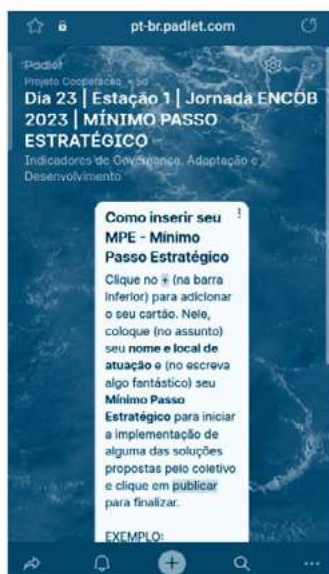 pt-br.padlet.com
Padlet
Projeto Cooperacao • 5d
Dia 23 | Estação 1 | Jornada ENCOB
2023 | MÍNIMO PASSO
ESTRATÉGICO
Indicadores de Governança, Adaptação e
Desenvolvimento
Como inserir seu
MPE - Mínimo
Passo Estratégico
Clique no + (na barra
inferior) para adicionar
o seu cartão. Nele,
coloque (no assunto)
seu nome e local de
atuação e (no escreva
algo fantástico) seu
Mínimo Passo
Estratégico para iniciar
a implementação de
alguma das soluções
propostas pelo coletivo
e clique em publicar
para finalizar.
EXEMPLO: